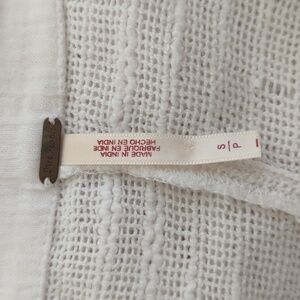 MADE IN INDIA
FABRIQUE EN INDE
HECHO EN INDIA
S/P